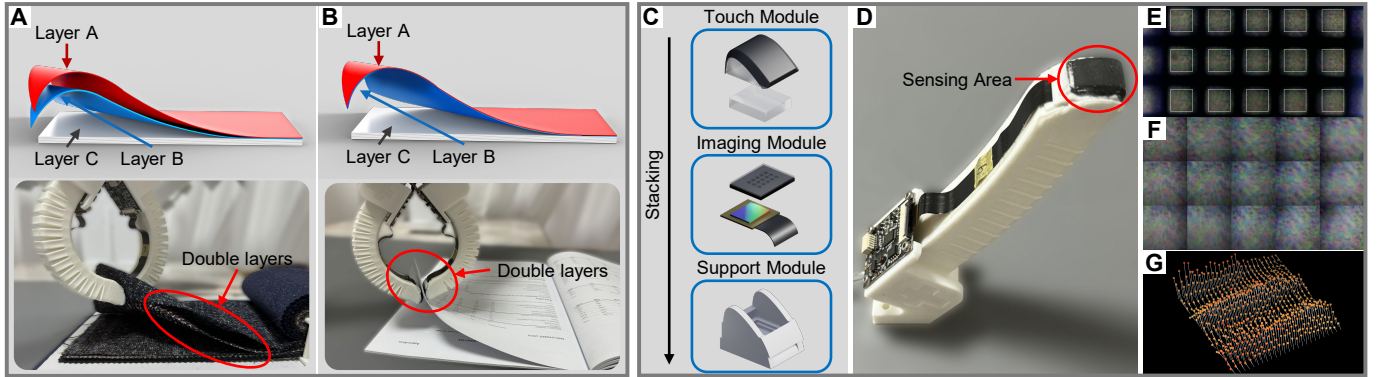 A
Layer A
Layer C
Layer B
Double layers
B
Layer A
Layer C
Layer B
Double layers
C
Touch Module
Imaging Module
Support Module
Stacking
D
Sensing Area
E
F
G